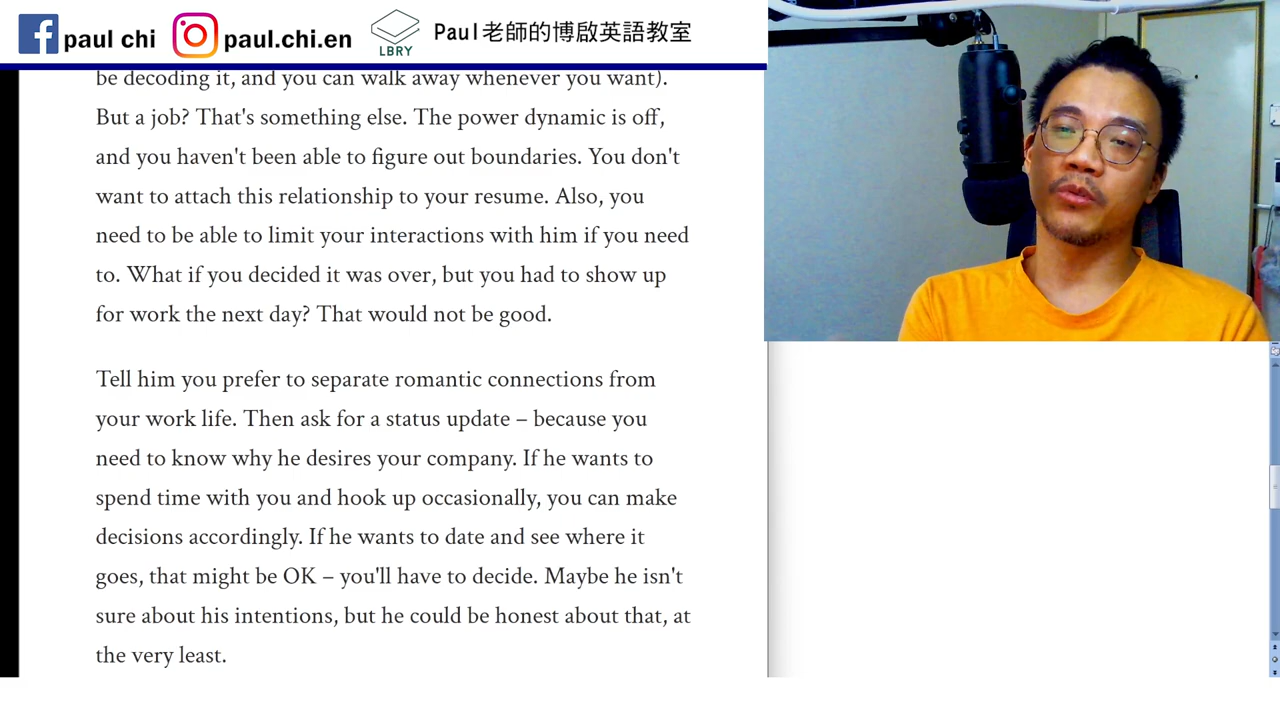 paul chi
paul.chi.en
LBRY
Paul老師的博啟英語教室
be decoding it, and you can walk away whenever you want).
But a job? That's something else. The power dynamic is off,
and you haven't been able to figure out boundaries. You don't
want to attach this relationship to your resume. Also, you
need to be able to limit your interactions with him if you need
to. What if you decided it was over, but you had to show up
for work the next day? That would not be good.
Tell him you prefer to separate romantic connections from
your work life. Then ask for a status update – because you
need to know why he desires your company. If he wants to
spend time with you and hook up occasionally, you can make
decisions accordingly. If he wants to date and see where it
goes, that might be OK – you'll have to decide. Maybe he isn't
sure about his intentions, but he could be honest about that, at
the very least.